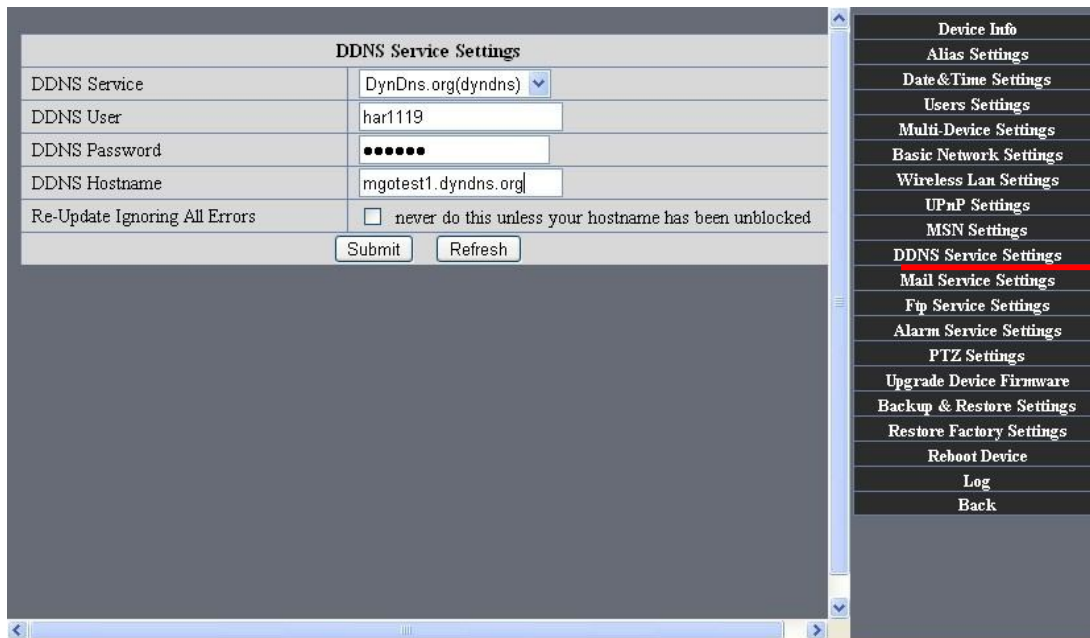 DDNS Service Settings
DDNS Service DynDns.org(dyndns)
DDNS User har1119
DDNS Password ●●●●●●
DDNS Hostname mgotest1.dyndns.org
Re-Update Ignoring All Errors never do this unless your hostname has been unblocked
Submit Refresh
Device Info
Alias Settings
Date&Time Settings
Users Settings
Multi-Device Settings
Basic Network Settings
Wireless Lan Settings
UPnP Settings
MSN Settings
DDNS Service Settings
Mail Service Settings
Ftp Service Settings
Alarm Service Settings
PTZ Settings
Upgrade Device Firmware
Backup & Restore Settings
Restore Factory Settings
Reboot Device
Log
Back